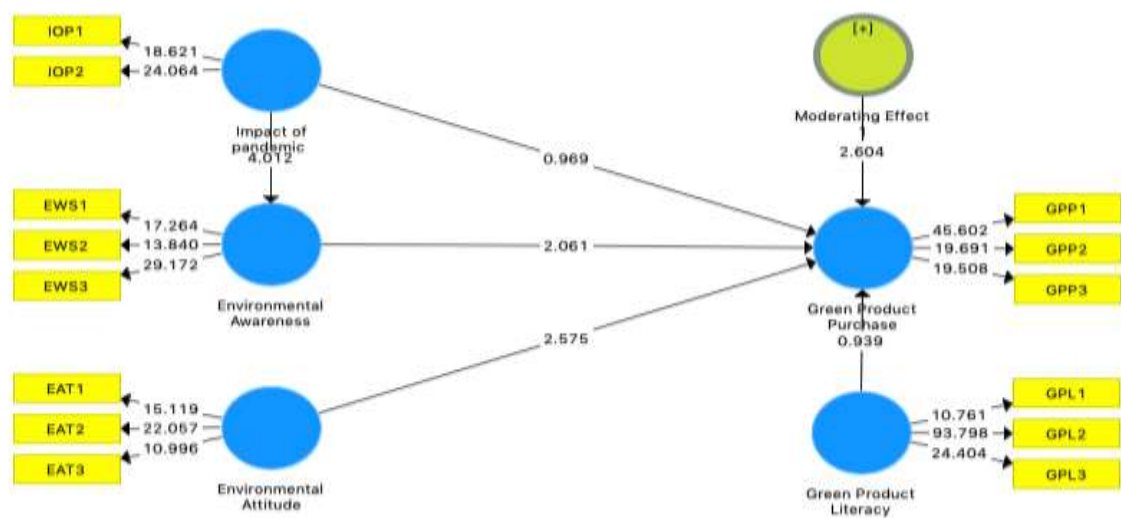 IOP1
18.621
IOP2
24.064
Impact of
pandemic
4.012
0.969
[+]
Moderating Effect
1
2.604
EWS1
17.264
EWS2
13.840
EWS3
29.172
Environmental
Awareness
2.061
2.575
GPP1
45.602
GPP2
19.691
GPP3
19.508
Green Product
Purchase
0.939
EAT1
15.119
EAT2
22.057
EAT3
10.996
Environmental
Attitude
GPL1
10.761
GPL2
93.798
GPL3
24.404
Green Product
Literacy